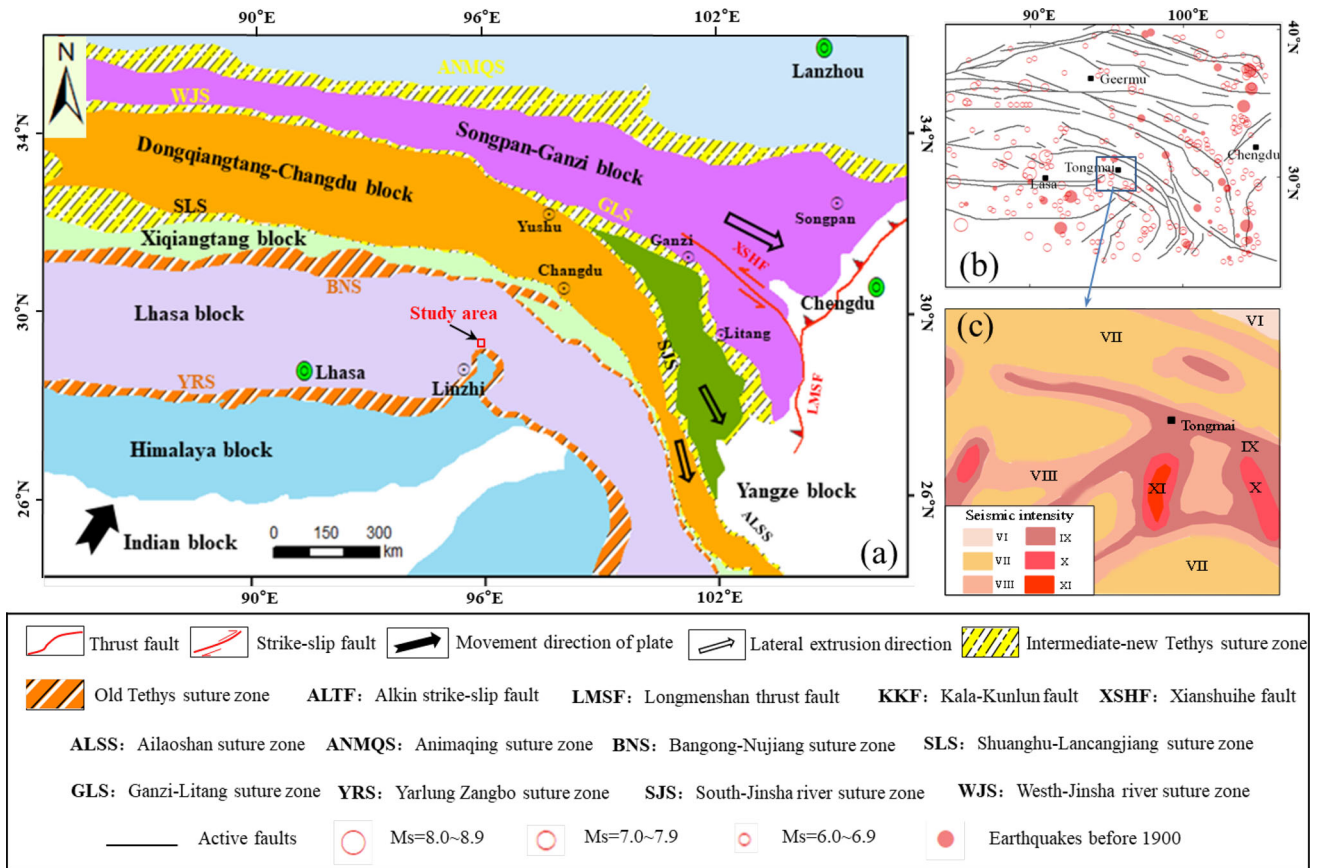 90°E 96°E 102°E
N
ANMQS
Lanzhou
WJS
34°N
34°N
Songpan-Ganzi block
Dongqiangtang-Changdu block
SLS
GLS
Songpan
Yushu
Xiqiangtang block
Ganzi
XSHF
Changdu
BNS
30°N
30°N
Chengdu
Lhasa block
Study area
Litang
SJS
Lhasa
Linzhi
LMSF
YRS
Himalaya block
Yangze block
26°N
26°N
ALSS
0 150 300
km
Indian block
(a)
90°E 96°E 102°E
90°E 100°E
40°N
Geermu
Chengdu
Tongmai
Lasa
30°N
(b)
(c)
VI
VII
Tongmai
IX
VIII
XI
X
VII
Seismic intensity
VI IX
VII X
VIII XI
Thrust fault Strike-slip fault Movement direction of plate Lateral extrusion direction Intermediate-new Tethys suture zone
Old Tethys suture zone ALTF: Alkin strike-slip fault LMSF: Longmenshan thrust fault KKF: Kala-Kunlun fault XSHF: Xianshuihe fault
ALSS: Ailaoshan suture zone ANMQS: Animaqing suture zone BNS: Bangong-Nujiang suture zone SLS: Shuanghu-Lancangjiang suture zone
GLS: Ganzi-Litang suture zone YRS: Yarlung Zangbo suture zone SJS: South-Jinsha river suture zone WJS: Westh-Jinsha river suture zone
Active faults Ms=8.0~8.9 Ms=7.0~7.9 Ms=6.0~6.9 Earthquakes before 1900